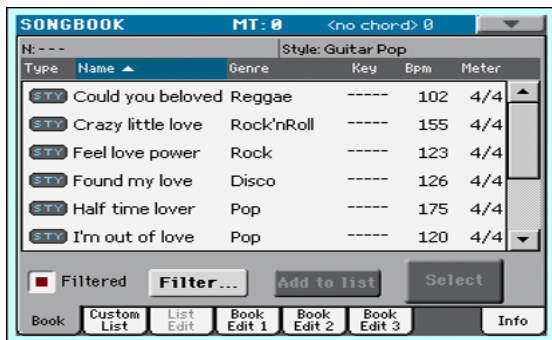 SONGBOOK MT: 0 <no chord> 0
N: --- Style: Guitar Pop
Type Name Genre Key Bpm Meter
STY Could you beloved Reggae ----- 102 4/4
STY Crazy little love Rock'nRoll ----- 155 4/4
STY Feel love power Rock ----- 123 4/4
STY Found my love Disco ----- 126 4/4
STY Half time lover Pop ----- 175 4/4
STY I'm out of love Pop ----- 120 4/4
Filtered Filter... Add to list Select
Book Custom List List Edit Book Edit 1 Book Edit 2 Book Edit 3 Info